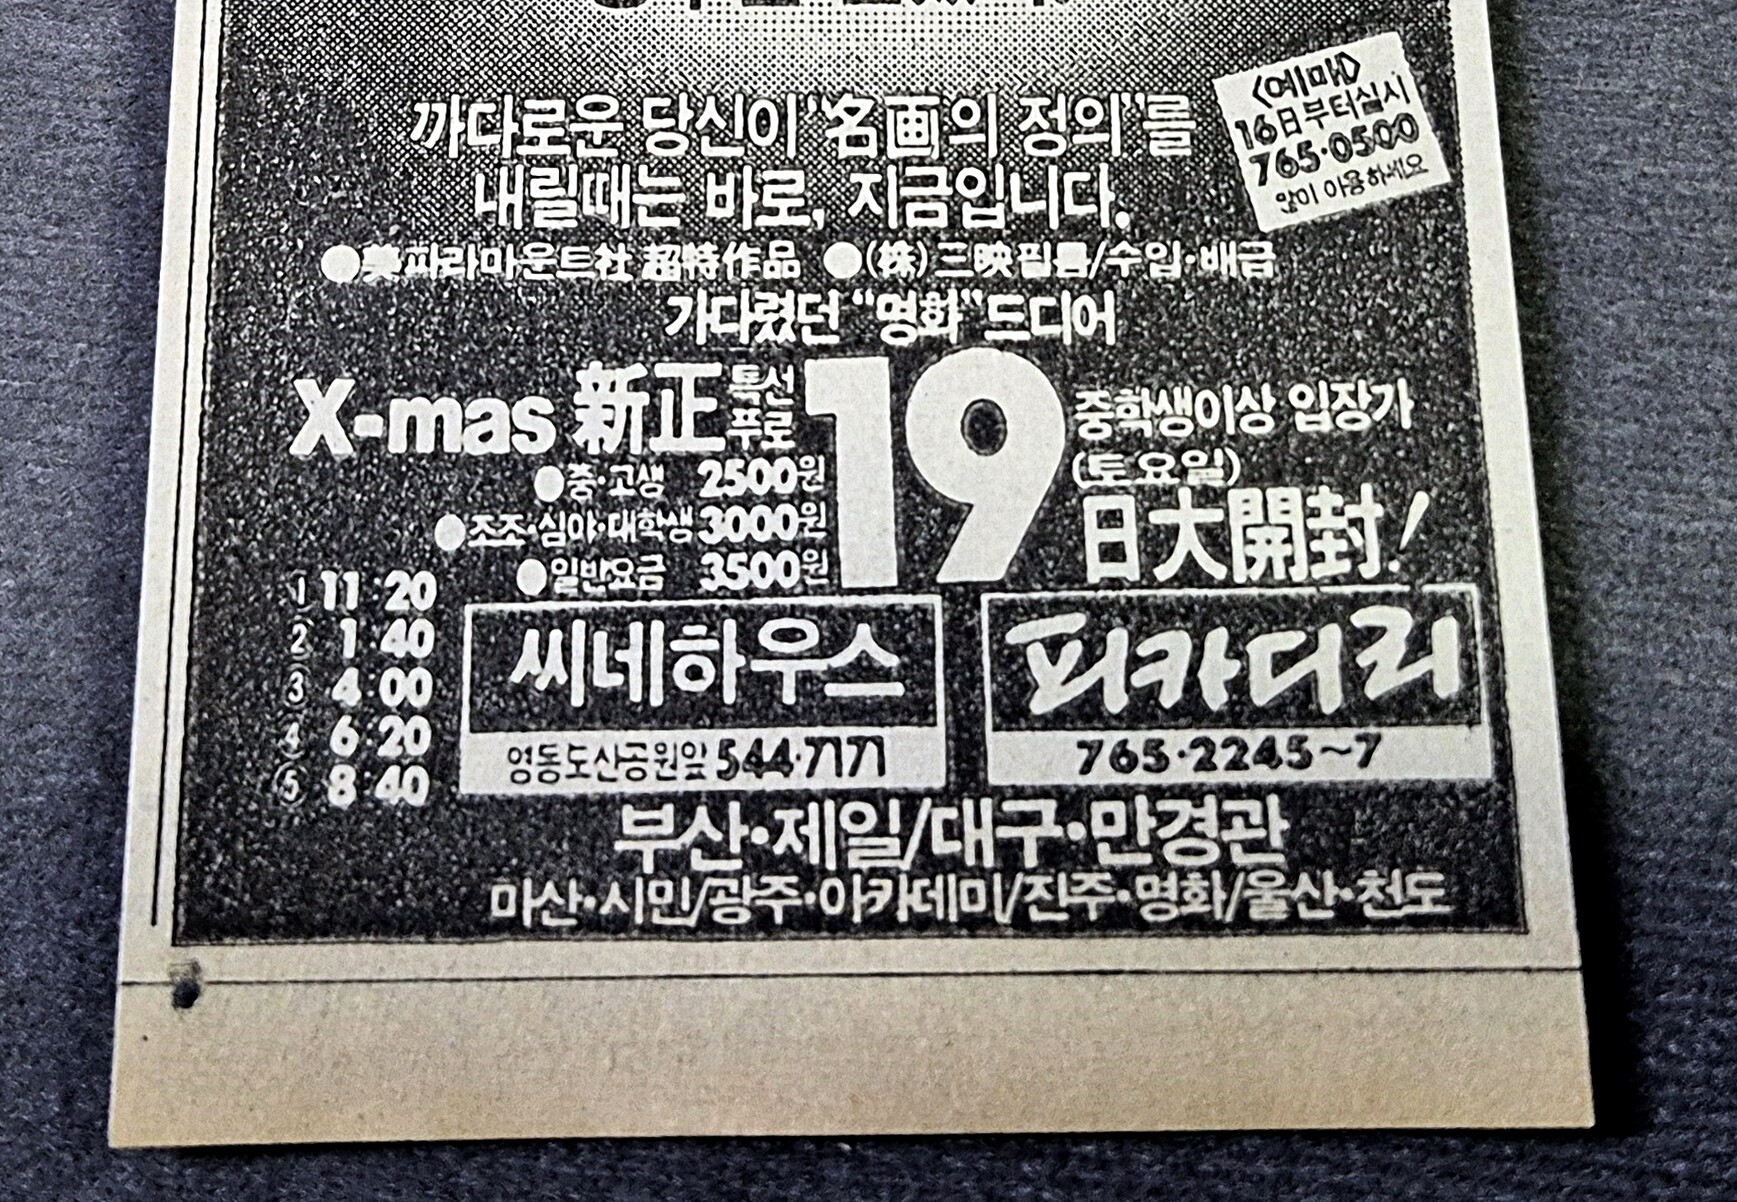 까다로운 당신이 "名画의 정의"를
내릴때는 바로, 지금입니다.
<예매>
16日부터실시
765·0500
많이 이용하세요
●美파라마운트社 超特作品 ●(株)三映필름/수입·배급
기다렸던 "명화" 드디어
X-mas 新正 특선 푸로
19
중학생이상 입장가
(토요일)
日大開封!
●중·고생 2500원
●조조·심야·대학생 3000원
●일반요금 3500원
① 11:20
② 1:40
③ 4:00
④ 6:20
⑤ 8:40
씨네하우스
영동도산공원앞 544·7171
피카디리
765·2245~7
부산·제일/대구·만경관
마산·시민/광주·아카데미/진주·명화/울산·천도